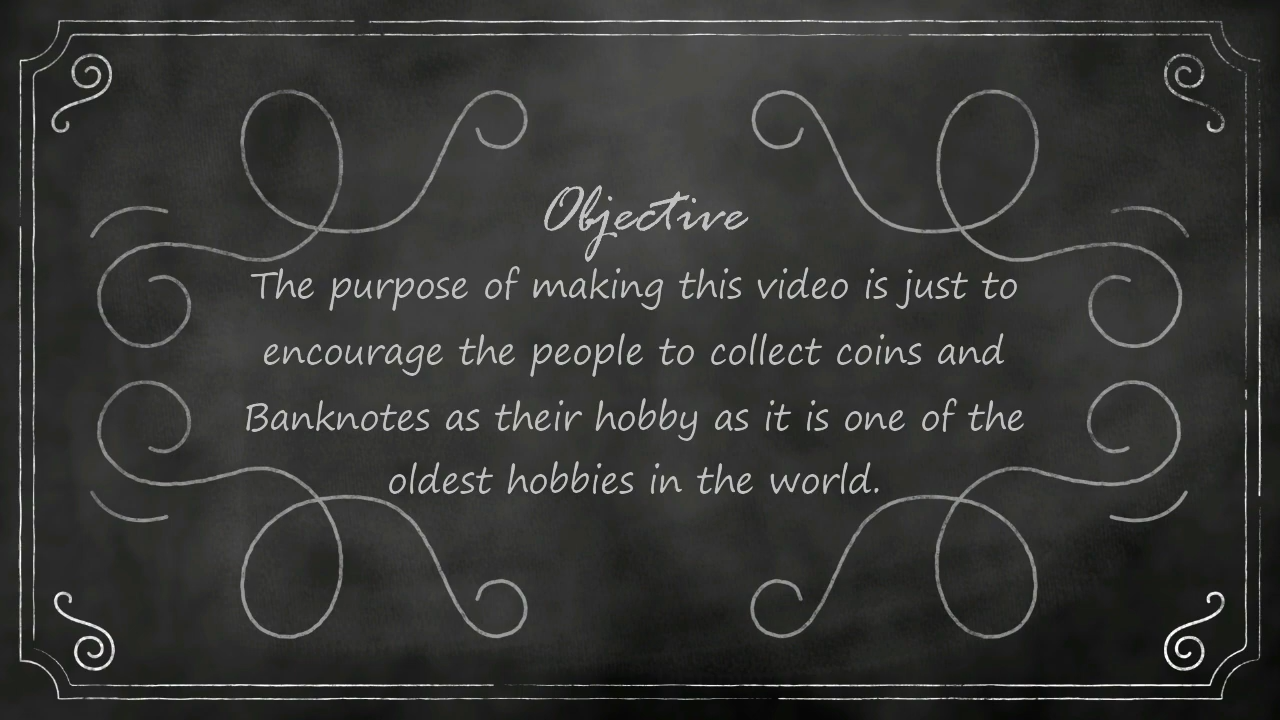 Objective
The purpose of making this video is just to
encourage the people to collect coins and
Banknotes as their hobby as it is one of the
oldest hobbies in the world.